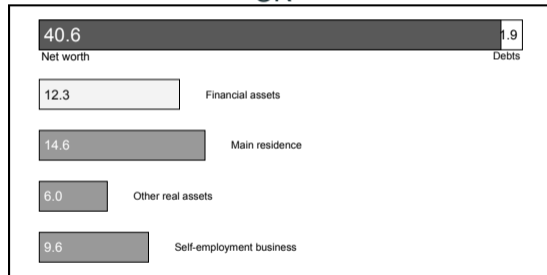 40.6 1.9
Net worth Debts
12.3 Financial assets
14.6 Main residence
6.0 Other real assets
9.6 Self-employment business